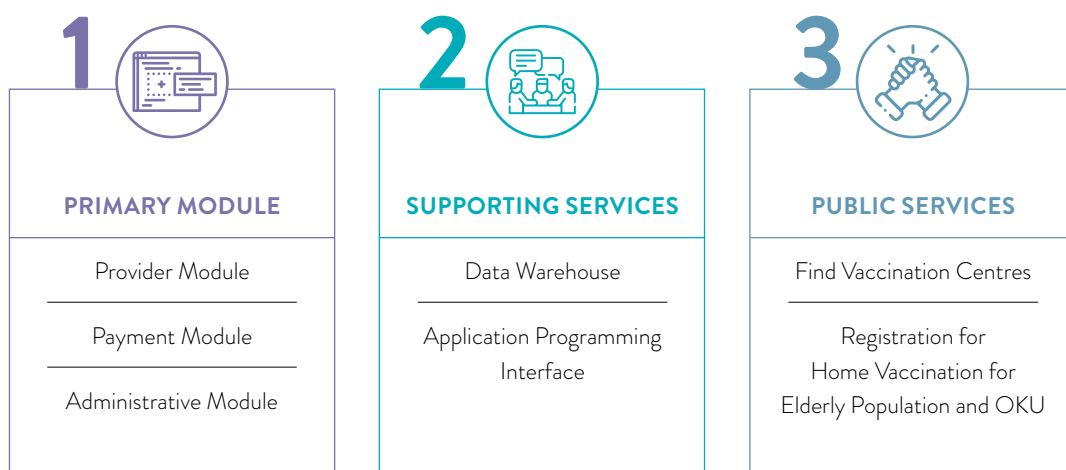 1
PRIMARY MODULE
Provider Module
Payment Module
Administrative Module
2
SUPPORTING SERVICES
Data Warehouse
Application Programming
Interface
3
PUBLIC SERVICES
Find Vaccination Centres
Registration for
Home Vaccination for
Elderly Population and OKU